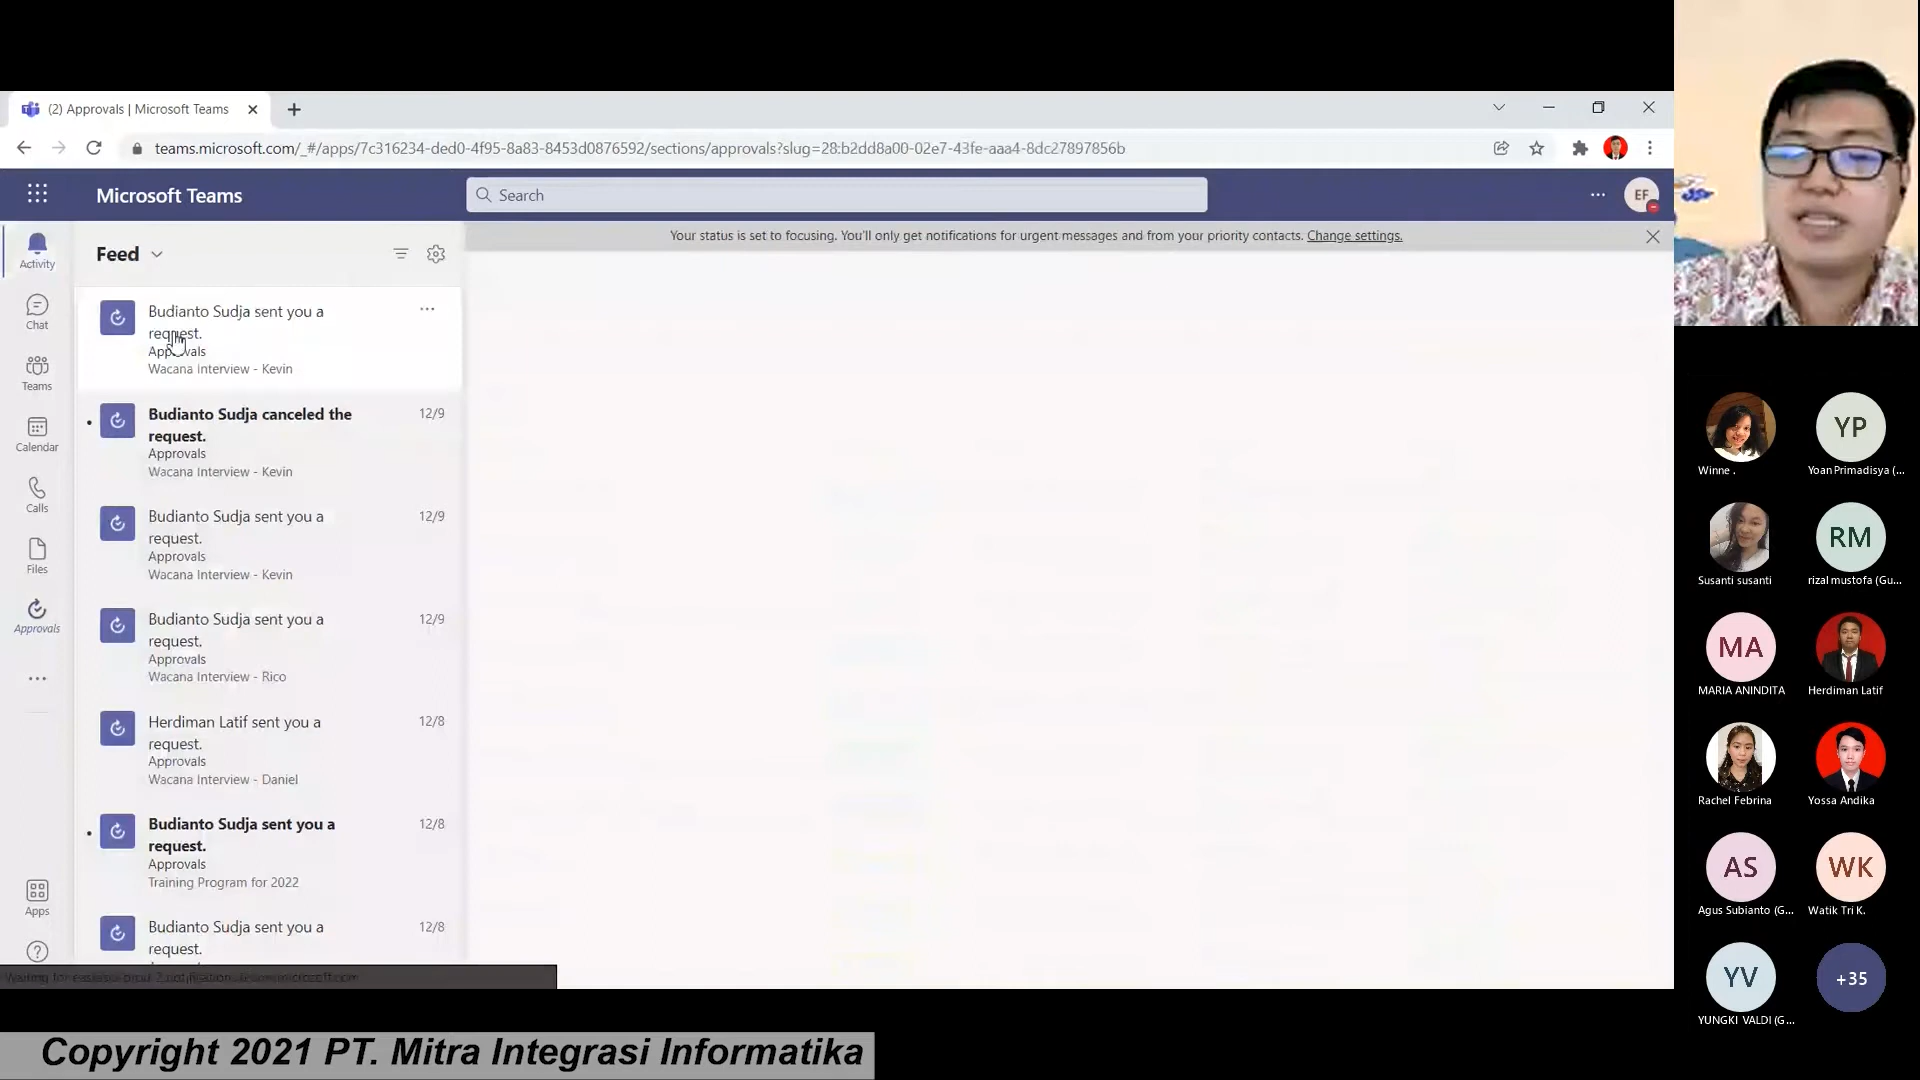 (2) Approvals | Microsoft Teams
teams.microsoft.com/_#/apps/7c316234-ded0-4f95-8a83-8453d0876592/sections/approvals?slug=28:b2dd8a00-02e7-43fe-aaa4-8dc27897856b
Microsoft Teams
Search
EF
Your status is set to focusing. You'll only get notifications for urgent messages and from your priority contacts. Change settings.
Activity
Chat
Teams
Calendar
Calls
Files
Approvals
Apps
Feed
Budianto Sudja sent you a
request.
Approvals
Wacana interview - Kevin
Budianto Sudja canceled the
request.
12/9
Approvals
Wacana Interview - Kevin
Budianto Sudja sent you a
request.
12/9
Approvals
Wacana Interview - Kevin
Budianto Sudja sent you a
request.
12/9
Approvals
Wacana Interview - Rico
Herdiman Latif sent you a
request.
12/8
Approvals
Wacana Interview - Daniel
Budianto Sudja sent you a
request.
12/8
Approvals
Training Program for 2022
Budianto Sudja sent you a
request.
12/8
Winne .
YP
Yoan Primadisya (...
Susanti susanti
RM
rizal mustofa (Gu...
MA
MARIA ANINDITA
Herdiman Latif
Rachel Febrina
Yossa Andika
AS
Agus Subianto (G...
WK
Watik Tri K.
YV
YUNGKI VALDI (G...
+35
Copyright 2021 PT. Mitra Integrasi Informatika